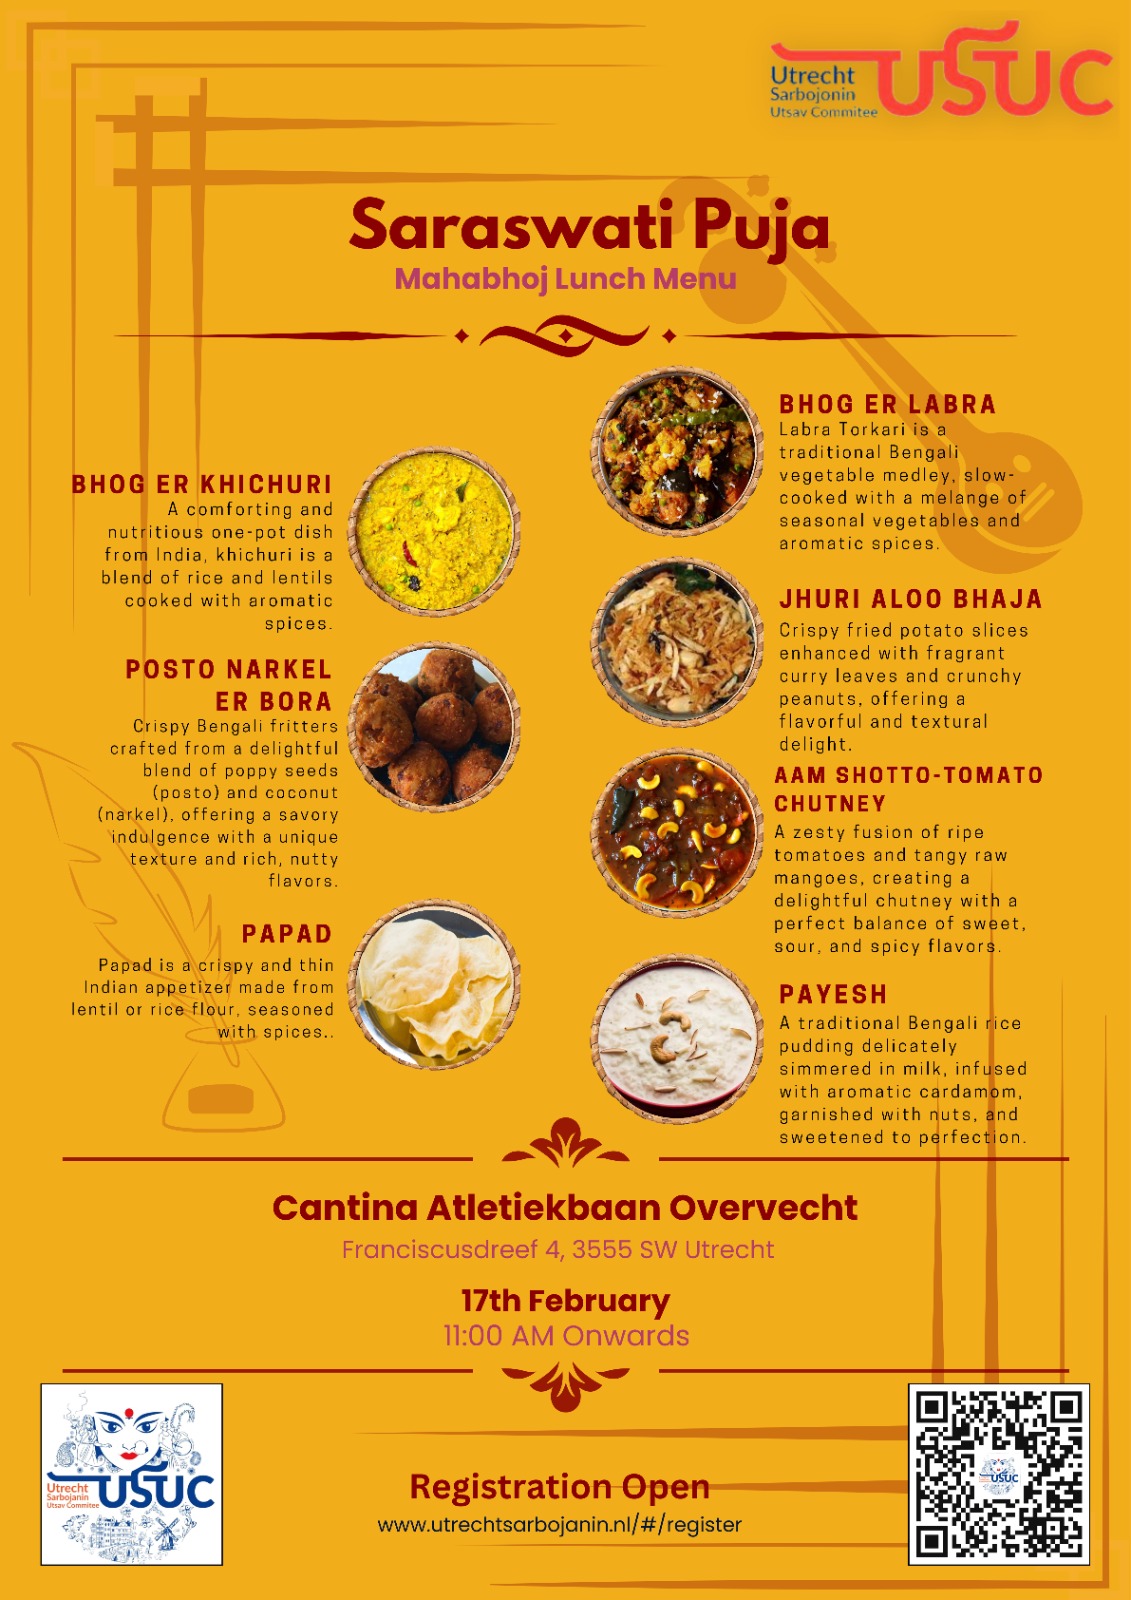 Utrecht
Sarbojonin
Utsav Commitee
USUC
Saraswati Puja
Mahabhoj Lunch Menu
BHOG ER KHICHURI
A comforting and
nutritious one-pot dish
from India, khichuri is a
blend of rice and lentils
cooked with aromatic
spices.
POSTO NARKEL
ER BORA
Crispy Bengali fritters
crafted from a delightful
blend of poppy seeds
(posto) and coconut
(narkel), offering a savory
indulgence with a unique
texture and rich, nutty
flavors.
PAPAD
Papad is a crispy and thin
Indian appetizer made from
lentil or rice flour, seasoned
with spices..
BHOG ER LABRA
Labra Torkari is a
traditional Bengali
vegetable medley, slow-
cooked with a melange of
seasonal vegetables and
aromatic spices.
JHURI ALOO BHAJA
Crispy fried potato slices
enhanced with fragrant
curry leaves and crunchy
peanuts, offering a
flavorful and textural
delight.
AAM SHOTTO-TOMATO
CHUTNEY
A zesty fusion of ripe
tomatoes and tangy raw
mangoes, creating a
delightful chutney with a
perfect balance of sweet,
sour, and spicy flavors.
PAYESH
A traditional Bengali rice
pudding delicately
simmered in milk, infused
with aromatic cardamom,
garnished with nuts, and
sweetened to perfection.
Cantina Atletiekbaan Overvecht
Franciscusdreef 4, 3555 SW Utrecht
17th February
11:00 AM Onwards
Utrecht
Sarbojanin
Utsav Commitee
USUC
Registration Open
www.utrechtsarbojanin.nl/#/register
USUC